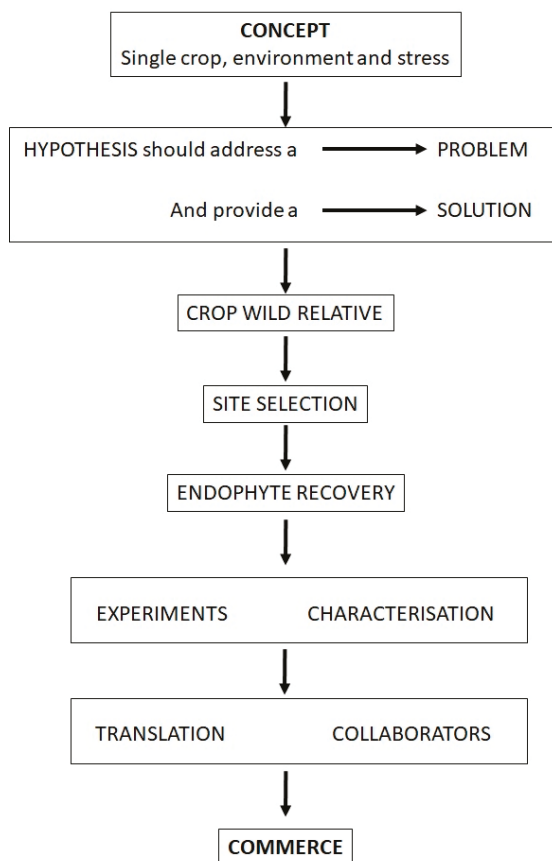 CONCEPT
Single crop, environment and stress
HYPOTHESIS should address a PROBLEM
And provide a SOLUTION
CROP WILD RELATIVE
SITE SELECTION
ENDOPHYTE RECOVERY
EXPERIMENTS CHARACTERISATION
TRANSLATION COLLABORATORS
COMMERCE